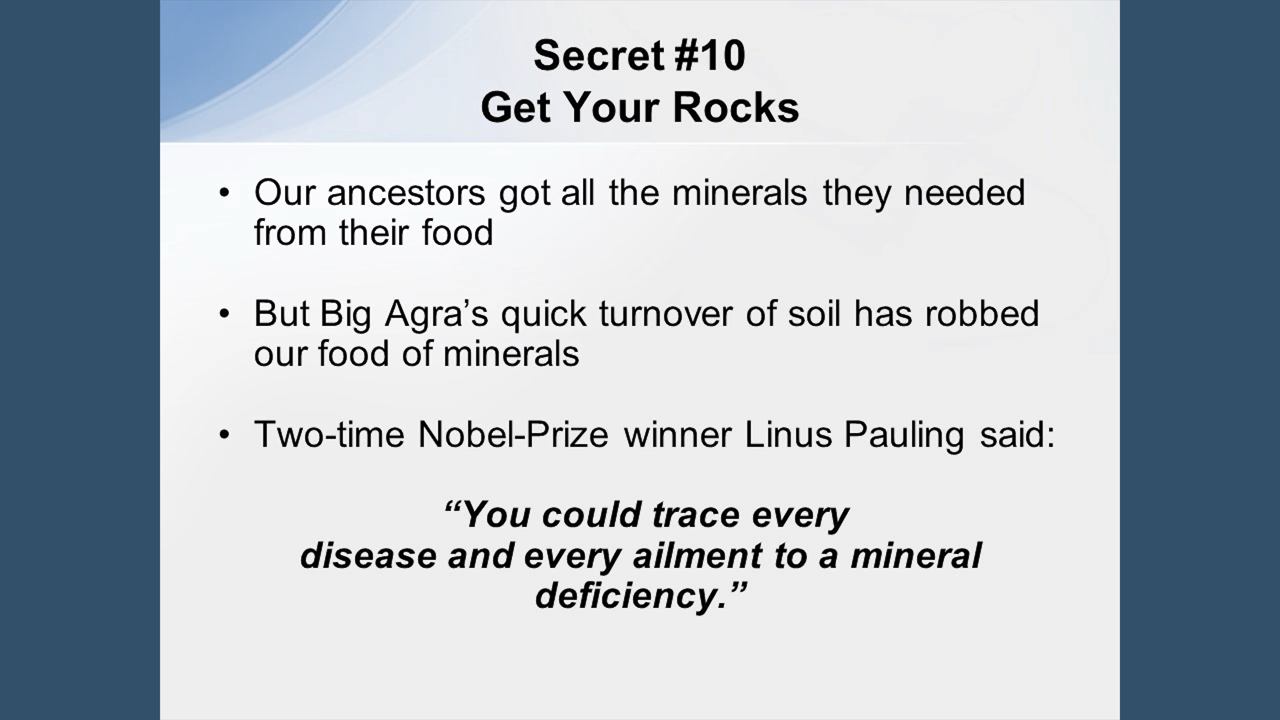 Secret #10
Get Your Rocks
• Our ancestors got all the minerals they needed
from their food
• But Big Agra’s quick turnover of soil has robbed
our food of minerals
• Two-time Nobel-Prize winner Linus Pauling said:
“You could trace every
disease and every ailment to a mineral
deficiency.”